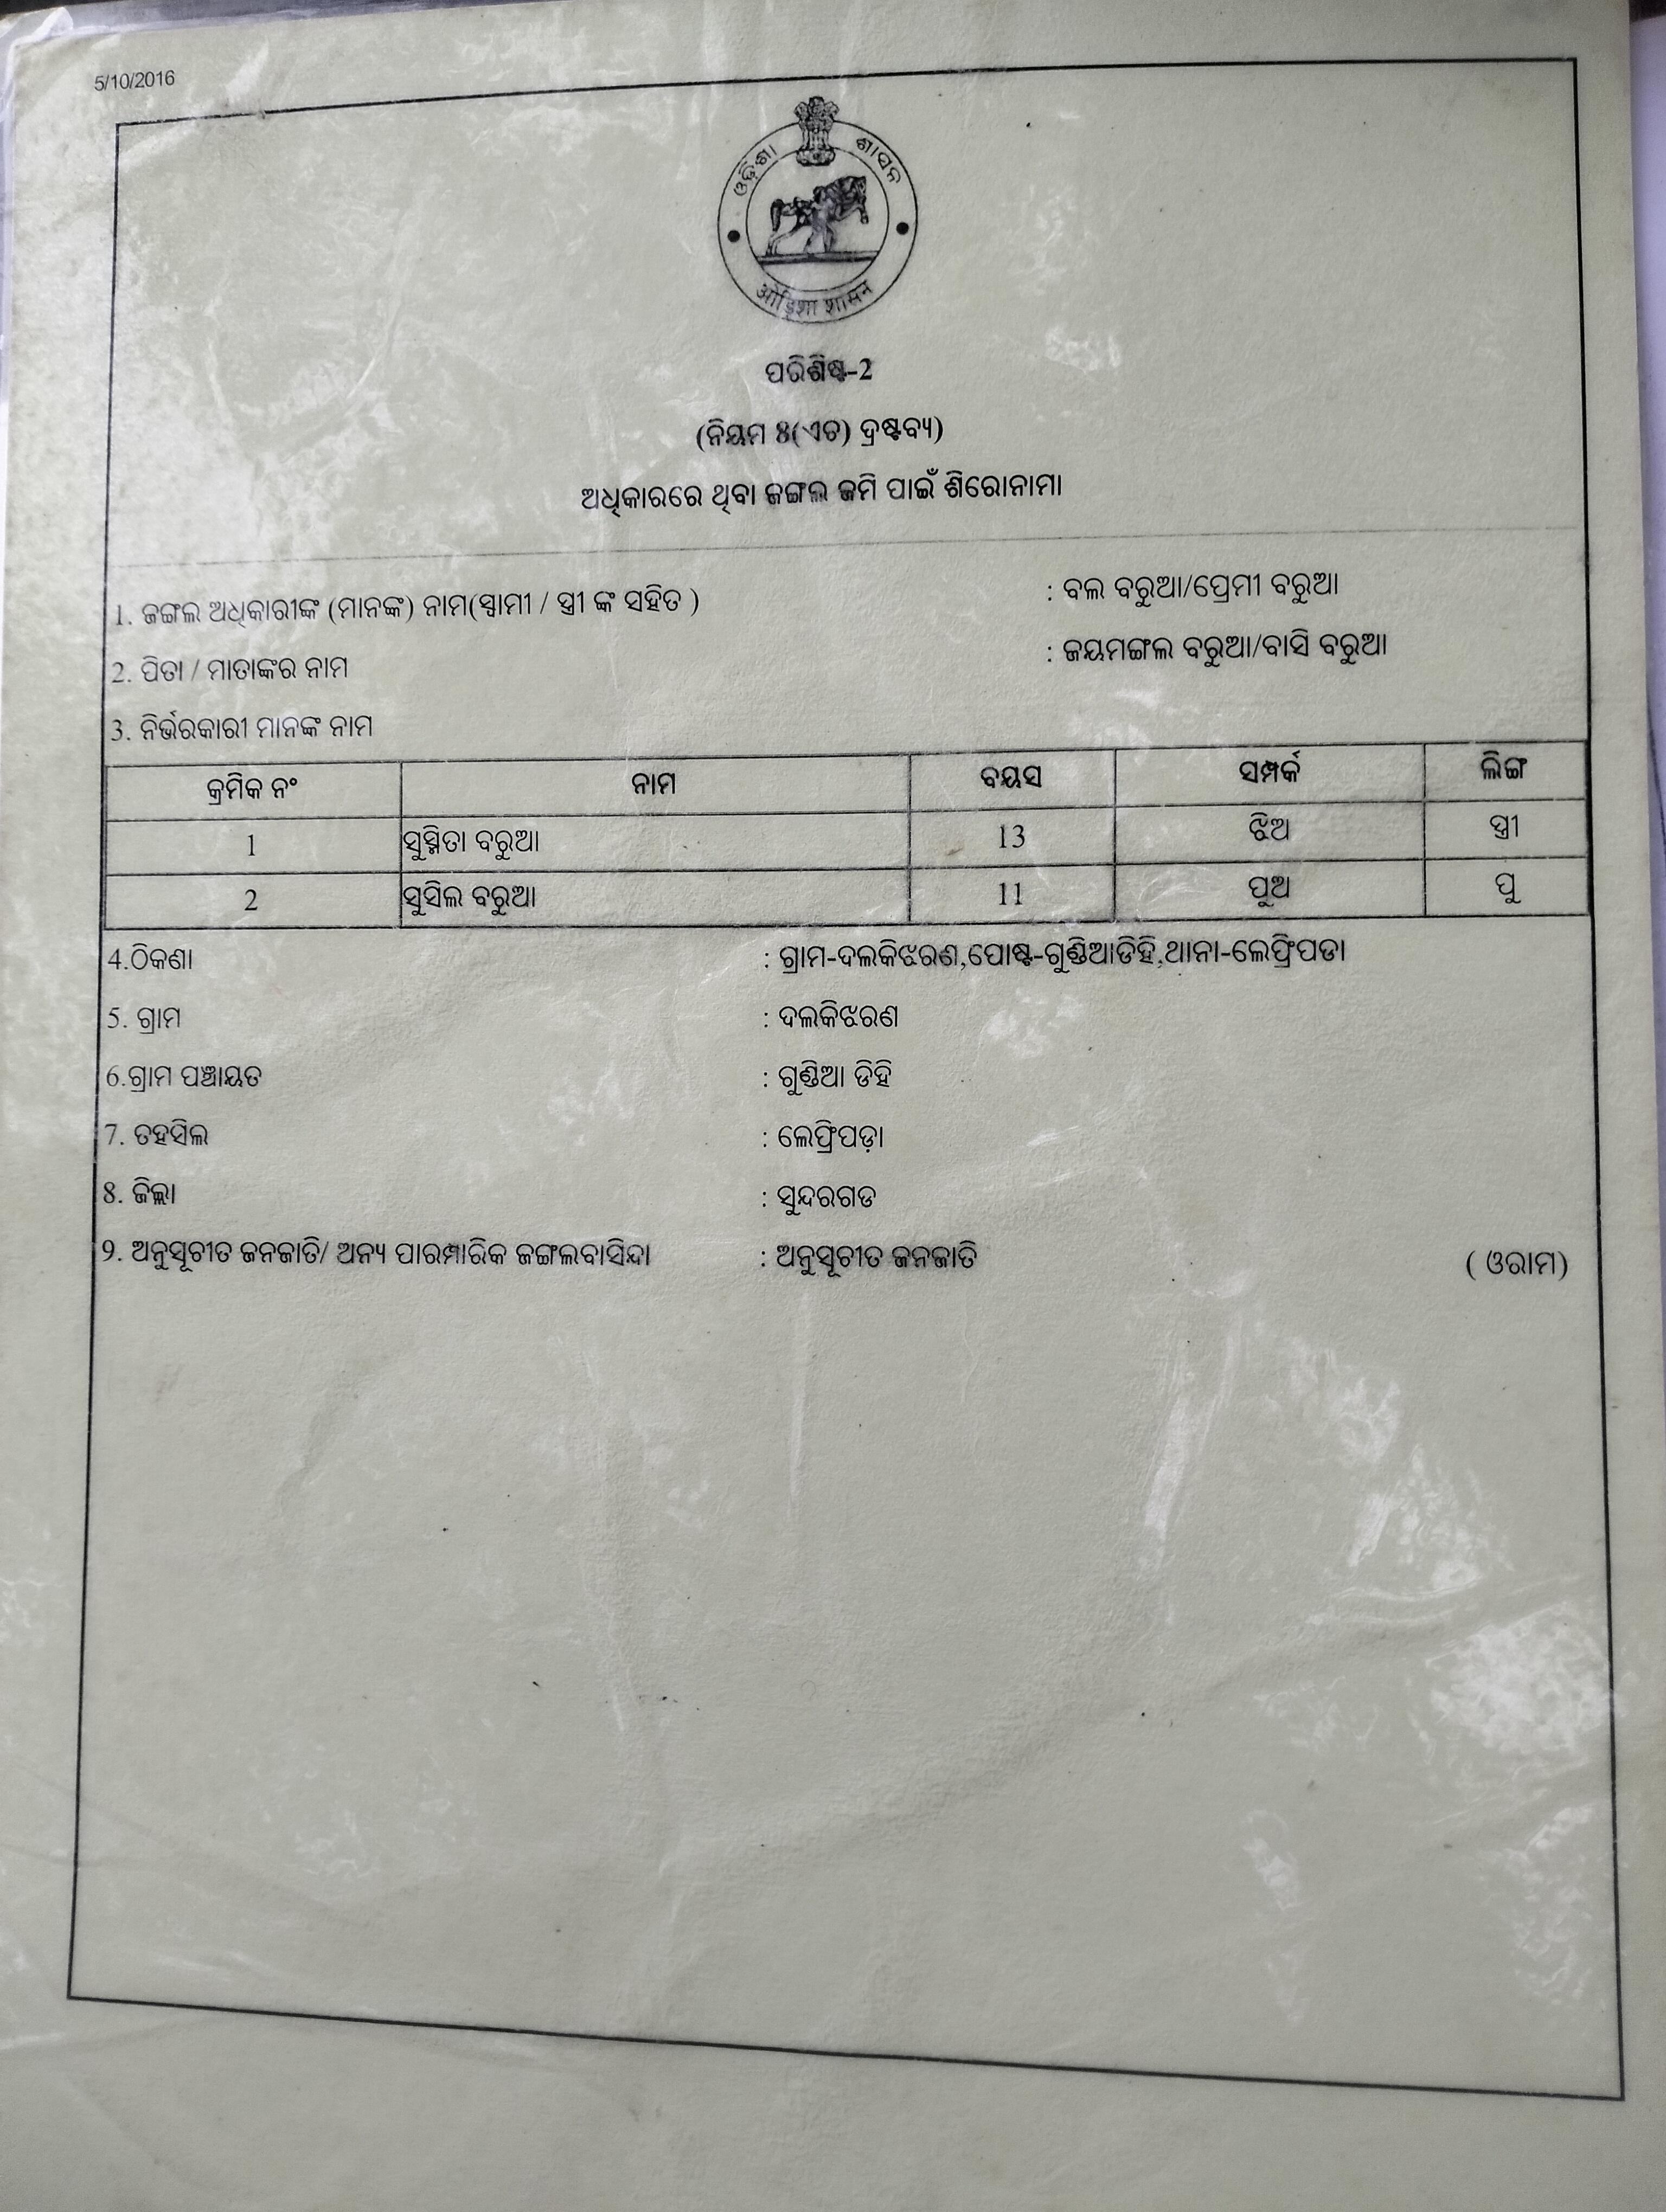 5/10/2016
ଓଡ଼ିଶା ଶାସନ
ओड़िशा शासन
ପରିଶିଷ୍ଟ-2
(ନିୟମ ୫(ଏଚ) ଦ୍ରଷ୍ଟବ୍ୟ)
ଅଧିକାରରେ ଥିବା ଜଙ୍ଗଲ ଜମି ପାଇଁ ଶିରୋନାମା
1. ଜଙ୍ଗଲ ଅଧିକାରୀଙ୍କ (ମାନଙ୍କ) ନାମ(ସ୍ୱାମୀ / ସ୍ତ୍ରୀ ଙ୍କ ସହିତ ) : ବଲ ବରୁଆ/ପ୍ରେମୀ ବରୁଆ
2. ପିତା / ମାତାଙ୍କର ନାମ : ଜୟମଙ୍ଗଲ ବରୁଆ/ବାସି ବରୁଆ
3. ନିର୍ଭରକାରୀ ମାନଙ୍କ ନାମ
କ୍ରମିକ ନଂ ନାମ ବୟସ ସମ୍ପର୍କ ଲିଙ୍ଗ
1 ସୁସ୍ମିତା ବରୁଆ 13 ଝିଅ ସ୍ତ୍ରୀ
2 ସୁସିଲ ବରୁଆ 11 ପୁଅ ପୁ
4.ଠିକଣା : ଗ୍ରାମ-ଦଲକିଝରଣ,ପୋଷ୍ଟ-ଗୁଣ୍ଡିଆଡିହି,ଥାନା-ଲେଫ୍ରିପଡା
5. ଗ୍ରାମ : ଦଲକିଝରଣ
6.ଗ୍ରାମ ପଞ୍ଚାୟତ : ଗୁଣ୍ଡିଆ ଡିହି
7. ତହସିଲ : ଲେଫ୍ରିପଡ଼ା
8. ଜିଲ୍ଲା : ସୁନ୍ଦରଗଡ
9. ଅନୁସୂଚୀତ ଜନଜାତି/ ଅନ୍ୟ ପାରମ୍ପାରିକ ଜଙ୍ଗଲବାସିନ୍ଦା : ଅନୁସୂଚୀତ ଜନଜାତି ( ଓରାମ)